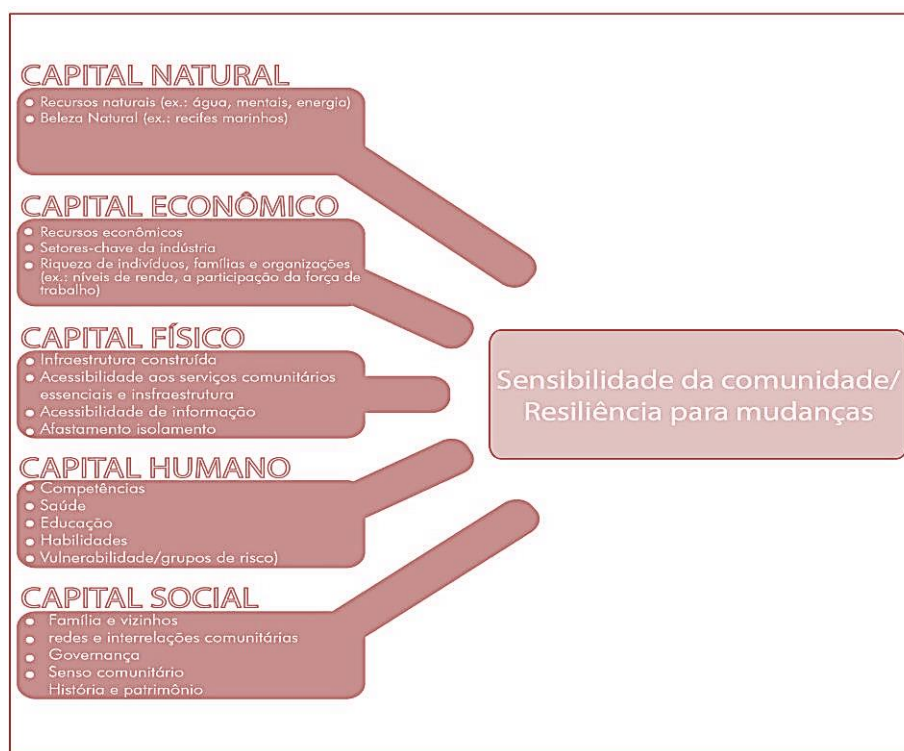 CAPITAL NATURAL
• Recursos naturais (ex.: água, mentais, energia)
• Beleza Natural (ex.: recifes marinhos)
CAPITAL ECONÔMICO
• Recursos econômicos
• Setores-chave da indústria
• Riqueza de indivíduos, famílias e organizações
(ex.: níveis de renda, a participação da força de
trabalho)
CAPITAL FÍSICO
• Infraestrutura construída
• Acessibilidade aos serviços comunitários
essenciais e insfraestrutura
• Acessibilidade de informação
• Afastamento isolamento
CAPITAL HUMANO
• Competências
• Saúde
• Educação
• Habilidades
• Vulnerabilidade/grupos de risco)
CAPITAL SOCIAL
• Família e vizinhos
• redes e interrelações comunitárias
• Governança
• Senso comunitário
História e patrimônio
Sensibilidade da comunidade/
Resiliência para mudanças